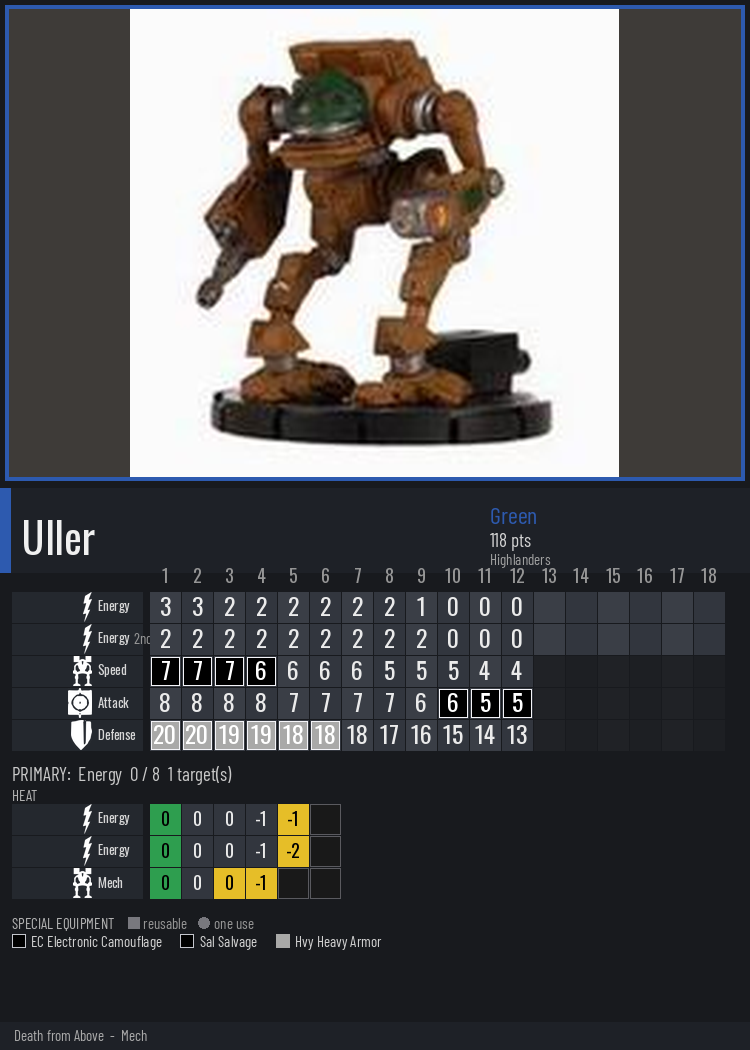 Uller
Green
118 pts
Highlanders
1 2 3 4 5 6 7 8 9 10 11 12 13 14 15 16 17 18
Energy 3 3 2 2 2 2 2 2 1 0 0 0
Energy 2nd 2 2 2 2 2 2 2 2 2 0 0 0
Speed 7 7 7 6 6 6 6 5 5 5 4 4
Attack 8 8 8 8 7 7 7 7 6 6 5 5
Defense 20 20 19 19 18 18 18 17 16 15 14 13
PRIMARY: Energy 0 / 8 1 target(s)
HEAT
Energy 0 0 0 -1 -1
Energy 0 0 0 -1 -2
Mech 0 0 0 -1
SPECIAL EQUIPMENT reusable one use
EC Electronic Camouflage Sal Salvage Hvy Heavy Armor
Death from Above - Mech